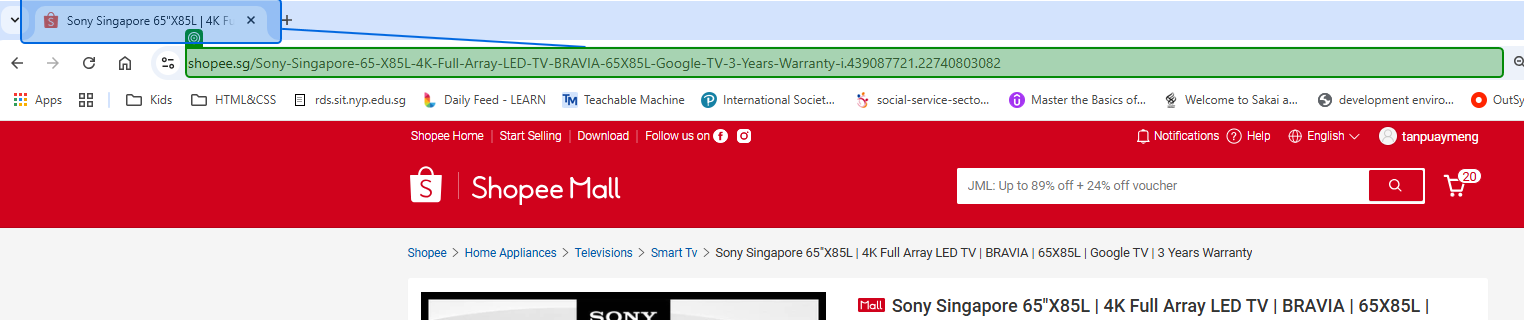 Sony Singapore 65"X85L | 4K Fu
shopee.sg/Sony-Singapore-65-X85L-4K-Full-Array-LED-TV-BRAVIA-65X85L-Google-TV-3-Years-Warranty-i.439087721.22740803082
Apps Kids HTML&CSS rds.sit.nyp.edu.sg Daily Feed - LEARN Teachable Machine International Societ... social-service-secto... Master the Basics of... Welcome to Sakai a... development enviro... OutSy
Shopee Home | Start Selling | Download | Follow us on Notifications Help English tanpuaymeng
Shopee Mall
JML: Up to 89% off + 24% off voucher
20
Shopee > Home Appliances > Televisions > Smart Tv > Sony Singapore 65"X85L | 4K Full Array LED TV | BRAVIA | 65X85L | Google TV | 3 Years Warranty
SONY
Mall Sony Singapore 65"X85L | 4K Full Array LED TV | BRAVIA | 65X85L |